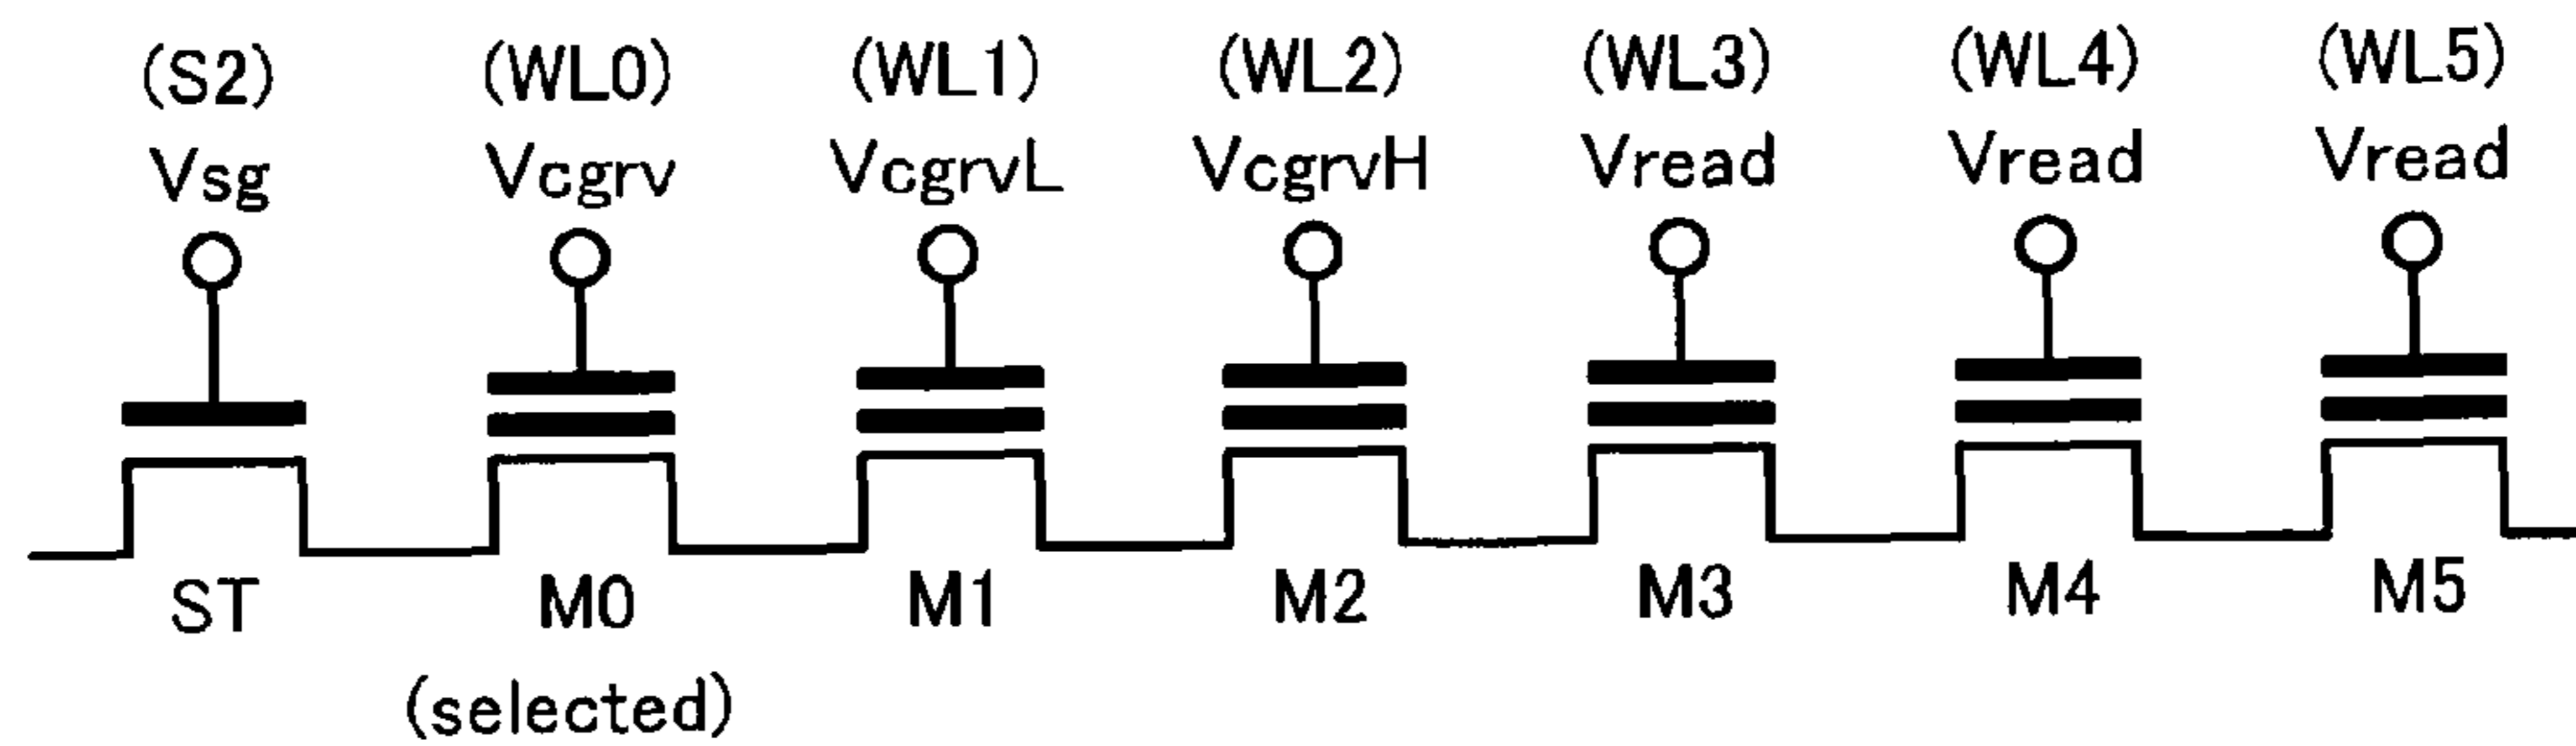 (S2) (WL0) (WL1) (WL2) (WL3) (WL4) (WL5)
Vsg Vcgrv VcgrvL VcgrvH Vread Vread Vread
ST M0 M1 M2 M3 M4 M5
(selected)